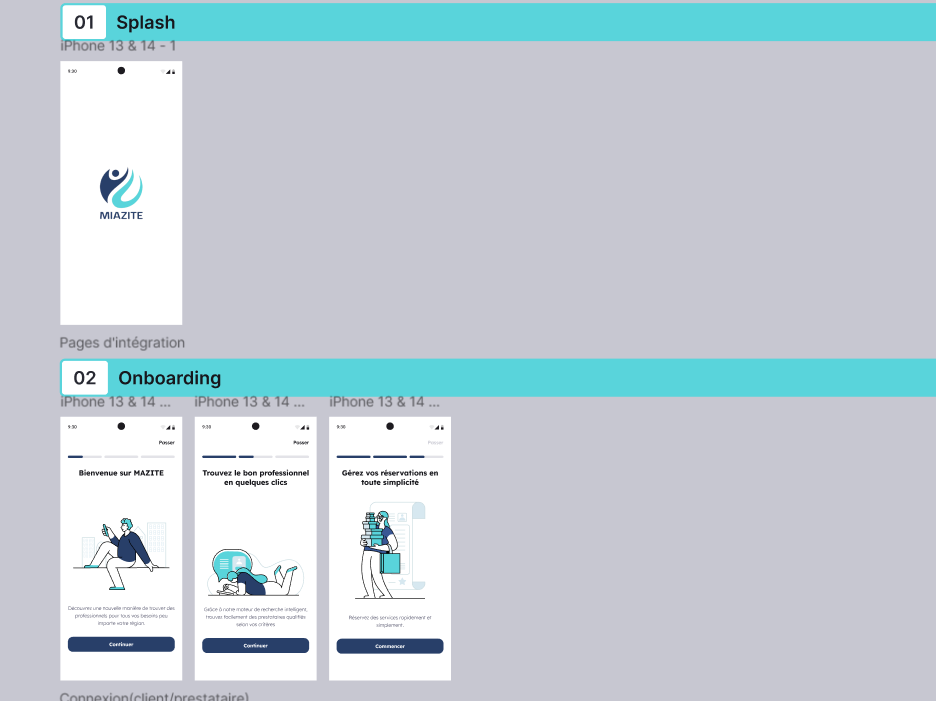 01 Splash
iPhone 13 & 14 - 1
9:30
MIAZITE
Pages d'intégration
02 Onboarding
iPhone 13 & 14 ...
iPhone 13 & 14 ...
iPhone 13 & 14 ...
9:30
Passer
Bienvenue sur MAZITE
Découvrez une nouvelle manière de trouver des
professionnels pour tous vos besoins peu
importe votre région.
Continuer
9:30
Passer
Trouvez le bon professionnel
en quelques clics
Grâce à notre moteur de recherche intelligent,
trouvez facilement des prestataires qualifiés
selon vos critères.
Continuer
9:30
Passer
Gérez vos réservations en
toute simplicité
Réservez des services rapidement et
simplement.
Commencer
Connexion(client/prestataire)